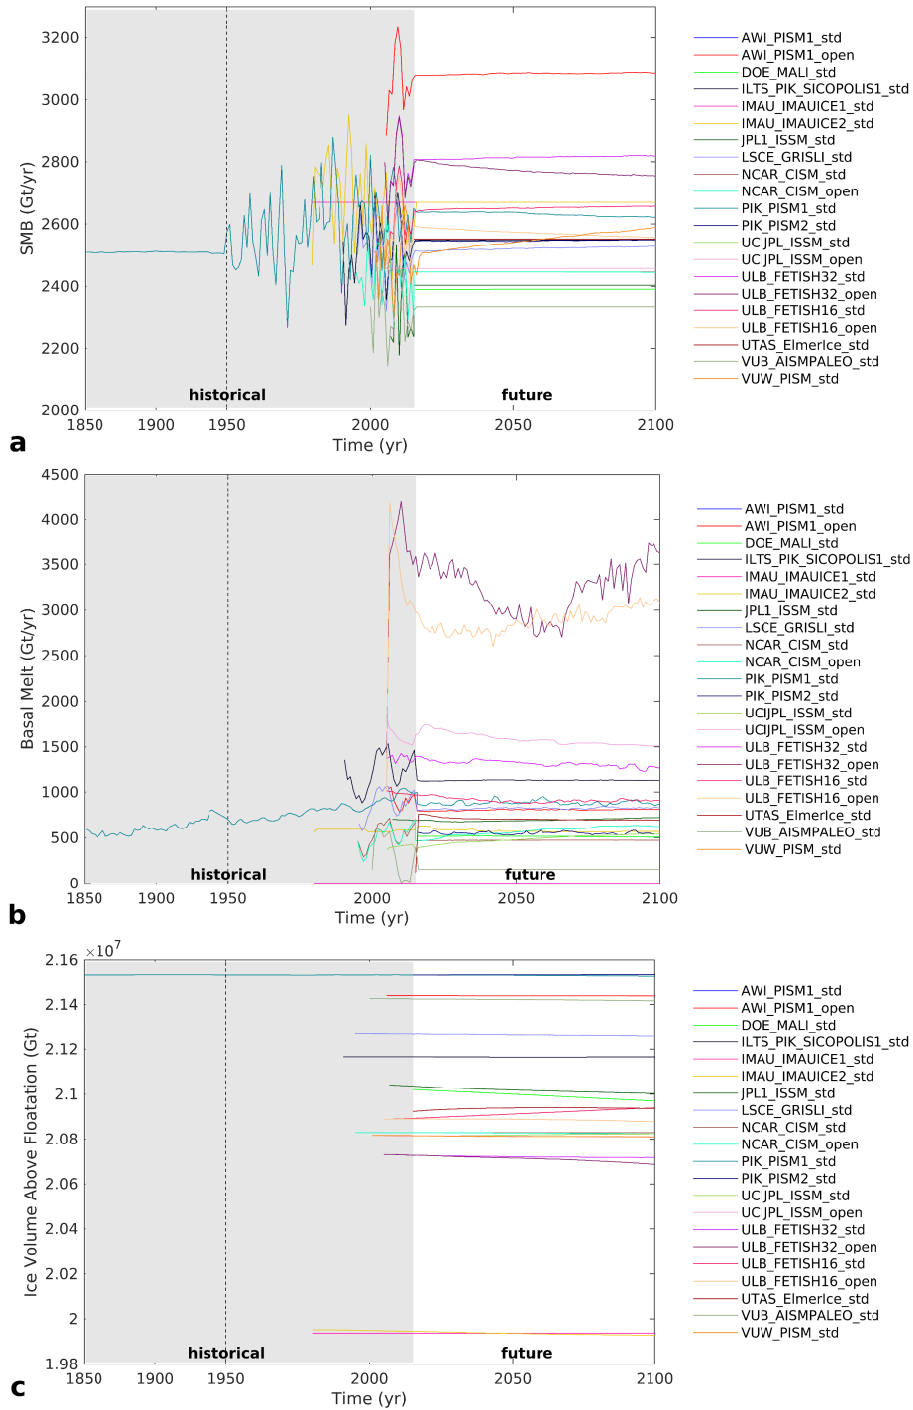 3200
3000
2800
2600
2400
2200
2000
SMB (Gt/yr)
historical
future
1850
1900
1950
2000
2050
2100
Time (yr)
a
AWI_PISM1_std
AWI_PISM1_open
DOE_MALI_std
ILTS_PIK_SICOPOLIS1_std
IMAU_IMAUICE1_std
IMAU_IMAUICE2_std
JPL1_ISSM_std
LSCE_GRISLI_std
NCAR_CISM_std
NCAR_CISM_open
PIK_PISM1_std
PIK_PISM2_std
UCIJPL_ISSM_std
UCIJPL_ISSM_open
ULB_FETISH32_std
ULB_FETISH32_open
ULB_FETISH16_std
ULB_FETISH16_open
UTAS_ElmerIce_std
VUB_AISMPALEO_std
VUW_PISM_std
4500
4000
3500
3000
2500
2000
1500
1000
500
0
Basal Melt (Gt/yr)
historical
future
1850
1900
1950
2000
2050
2100
Time (yr)
b
AWI_PISM1_std
AWI_PISM1_open
DOE_MALI_std
ILTS_PIK_SICOPOLIS1_std
IMAU_IMAUICE1_std
IMAU_IMAUICE2_std
JPL1_ISSM_std
LSCE_GRISLI_std
NCAR_CISM_std
NCAR_CISM_open
PIK_PISM1_std
PIK_PISM2_std
UCIJPL_ISSM_std
UCIJPL_ISSM_open
ULB_FETISH32_std
ULB_FETISH32_open
ULB_FETISH16_std
ULB_FETISH16_open
UTAS_ElmerIce_std
VUB_AISMPALEO_std
VUW_PISM_std
×10^7
2.16
2.14
2.12
2.1
2.08
2.06
2.04
2.02
2
1.98
Ice Volume Above Floatation (Gt)
historical
future
1850
1900
1950
2000
2050
2100
Time (yr)
c
AWI_PISM1_std
AWI_PISM1_open
DOE_MALI_std
ILTS_PIK_SICOPOLIS1_std
IMAU_IMAUICE1_std
IMAU_IMAUICE2_std
JPL1_ISSM_std
LSCE_GRISLI_std
NCAR_CISM_std
NCAR_CISM_open
PIK_PISM1_std
PIK_PISM2_std
UCIJPL_ISSM_std
UCIJPL_ISSM_open
ULB_FETISH32_std
ULB_FETISH32_open
ULB_FETISH16_std
ULB_FETISH16_open
UTAS_ElmerIce_std
VUB_AISMPALEO_std
VUW_PISM_std